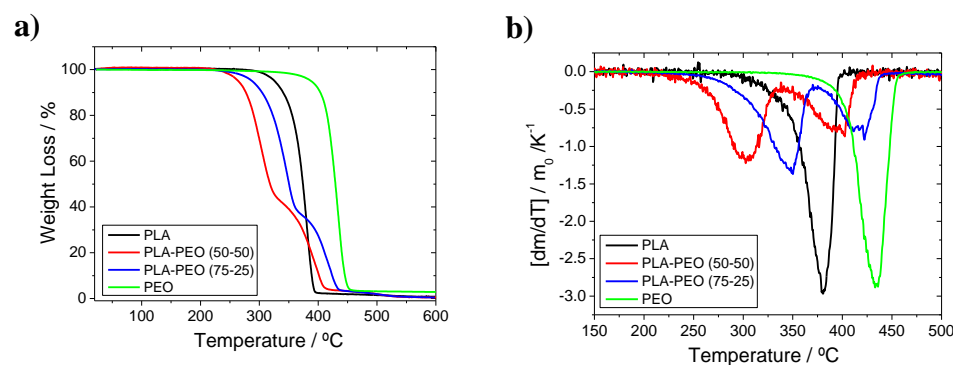 a)
100
80
60
40
20
0
Weight Loss / %
PLA
PLA-PEO (50-50)
PLA-PEO (75-25)
PEO
100 200 300 400 500 600
Temperature / ºC
b)
0.0
-0.5
-1.0
-1.5
-2.0
-2.5
-3.0
[dm/dT] / m0 /K-1
PLA
PLA-PEO (50-50)
PLA-PEO (75-25)
PEO
150 200 250 300 350 400 450 500
Temperature / ºC